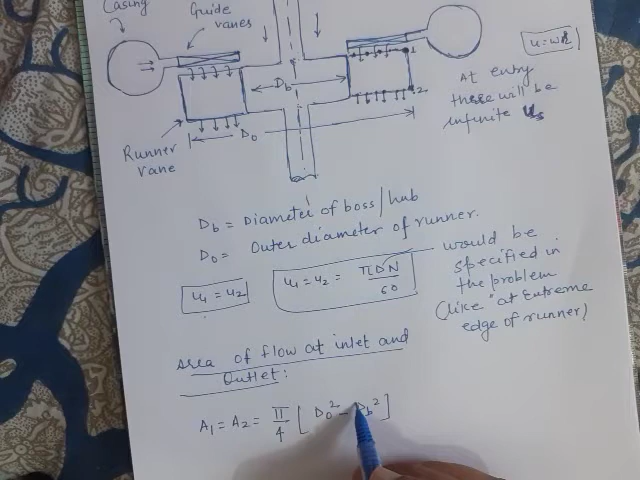 Casing
Guide
vanes
Db
1
2
Do
Runner
vane
u = ωR
At entry
there will be
infinite us
Db = Diameter of boss/hub
Do = Outer diameter of runner.
u1 = u2
u1 = u2 = πDN/60
would be
specified in
the problem
(like "at Extreme
edge of runner)
Area of flow at inlet and
Outlet:
A1 = A2 = π/4 [Do² - Db²]